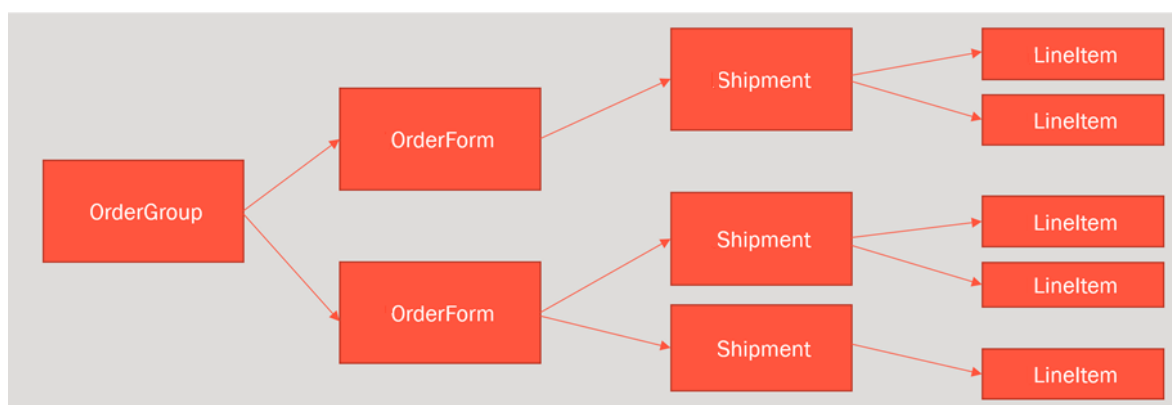 OrderGroup
OrderForm
OrderForm
Shipment
Shipment
Shipment
LineItem
LineItem
LineItem
LineItem
LineItem